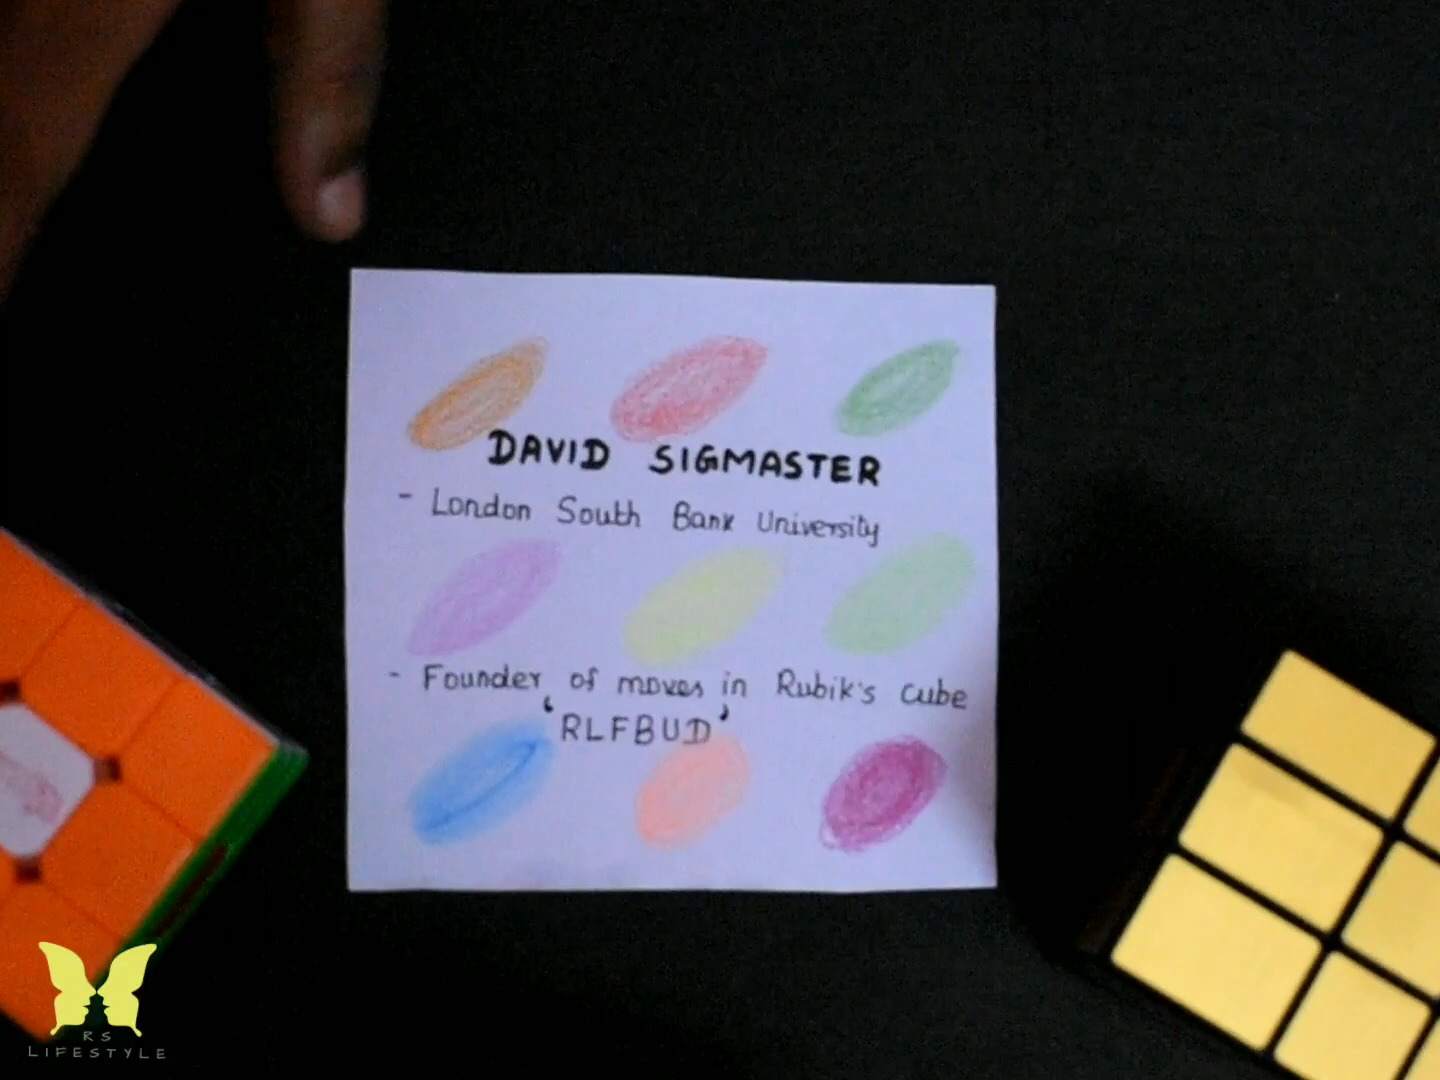 DAVID SIGMASTER
- London South Bank University
- Founder of moves in Rubik's cube
'RLFBUD'
RS
LIFESTYLE